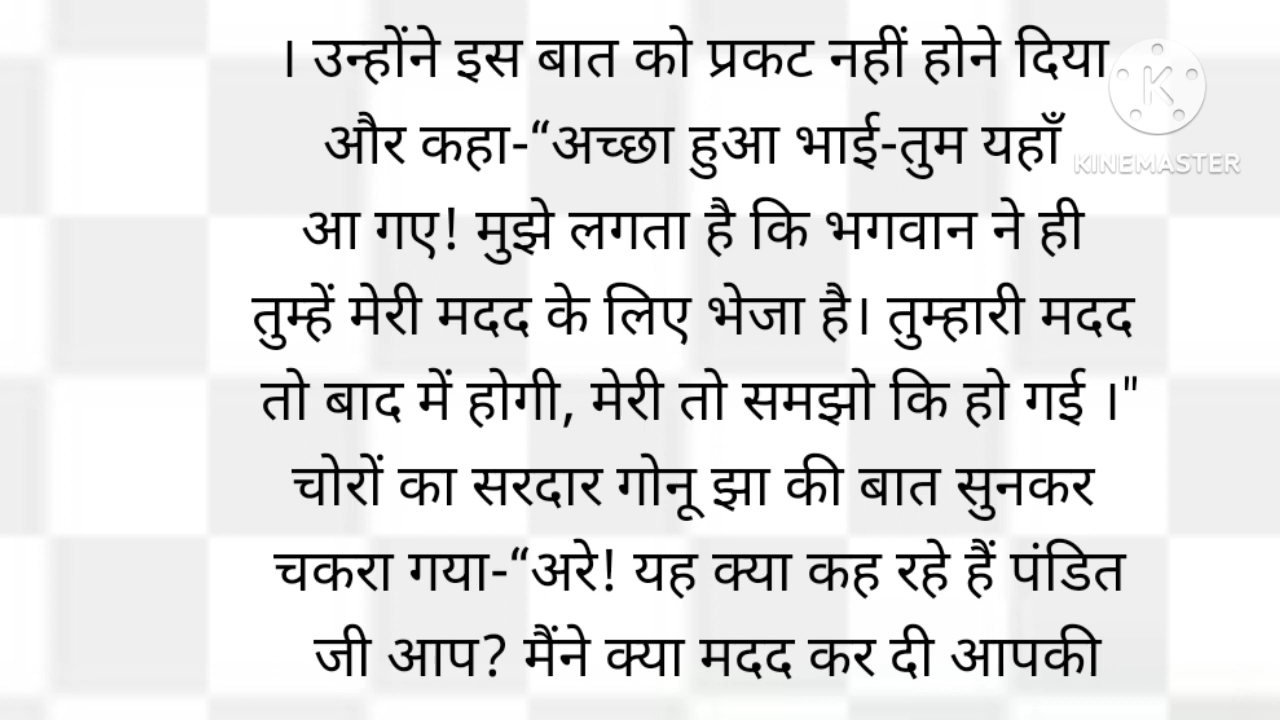 । उन्होंने इस बात को प्रकट नहीं होने दिया
और कहा-“अच्छा हुआ भाई-तुम यहाँ
आ गए! मुझे लगता है कि भगवान ने ही
तुम्हें मेरी मदद के लिए भेजा है। तुम्हारी मदद
तो बाद में होगी, मेरी तो समझो कि हो गई ।"
चोरों का सरदार गोनू झा की बात सुनकर
चकरा गया-“अरे! यह क्या कह रहे हैं पंडित
जी आप? मैंने क्या मदद कर दी आपकी
K
KINEMASTER